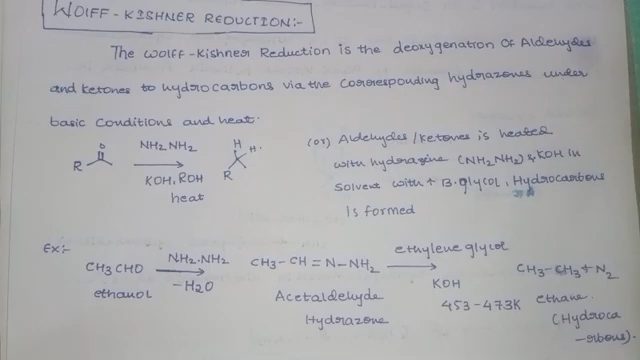 WOlFF-KISHNER REDUCTION:-
The WOlFF-Kishner Reduction is the deoxygenation Of Aldehydes
and ketones to hydrocarbons via the Corresponding hydrazones under
basic Conditions and heat.
O
R
NH2.NH2
KOH, ROH
heat
H H.
R
(or) Aldehydes/Ketones is heated
with hydrazine (NH2NH2) & KOH in
Solvent with + B.glycol, Hydrocarbons
Is formed
Ex:-
CH3CHO
ethanol
NH2.NH2
-H2O
CH3-CH=N-NH2
Acetaldehyde
Hydrazone
ethylene glycol
KOH
453-473K
CH3-CH3+N2
ethane.
(Hydroca
-rbons).